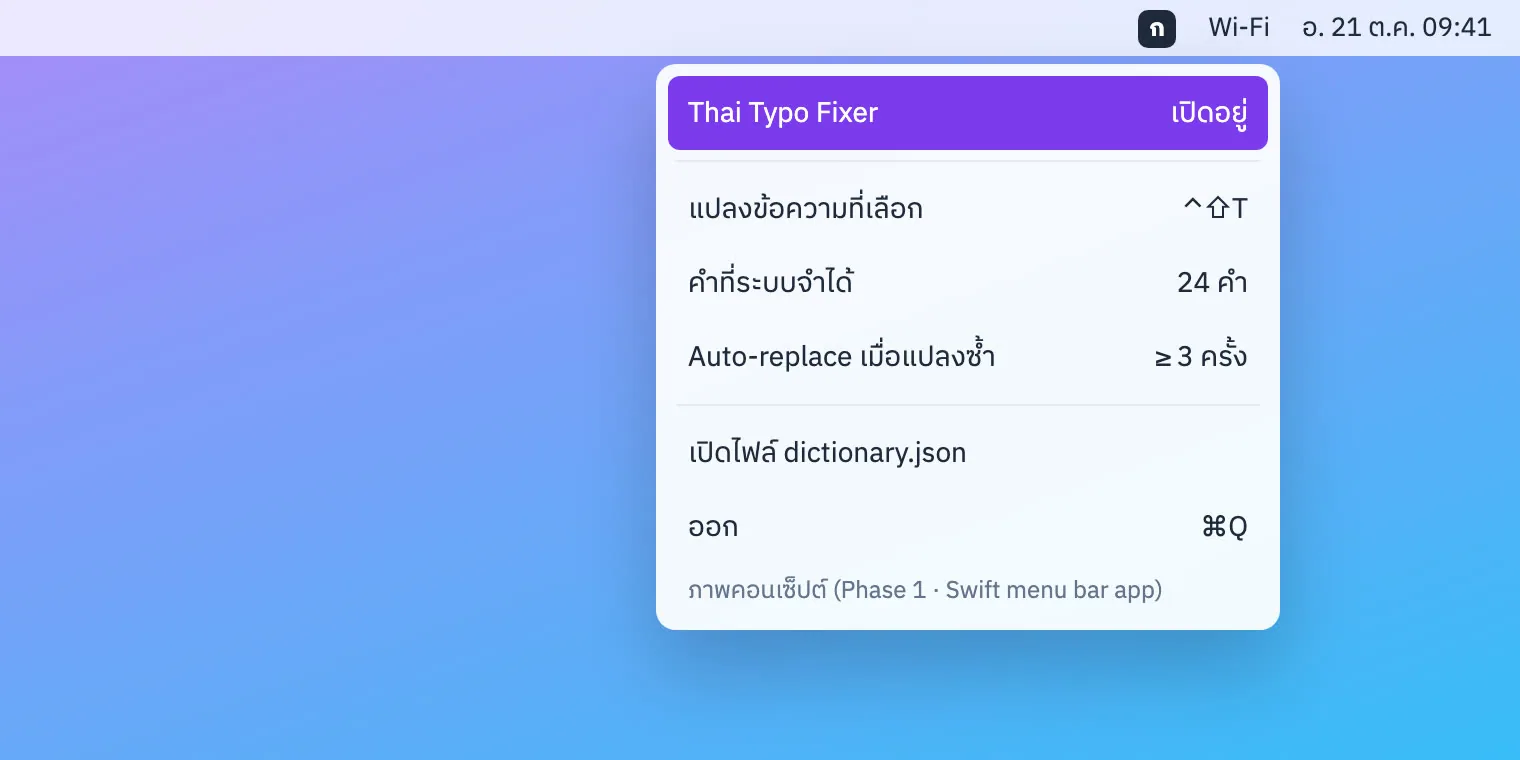 ก Wi-Fi อ. 21 ต.ค. 09:41
Thai Typo Fixer เปิดอยู่
แปลงข้อความที่เลือก ^⇧T
คำที่ระบบจำได้ 24 คำ
Auto-replace เมื่อแปลงซ้ำ ≥ 3 ครั้ง
เปิดไฟล์ dictionary.json
ออก ⌘Q
ภาพคอนเซ็ปต์ (Phase 1 · Swift menu bar app)